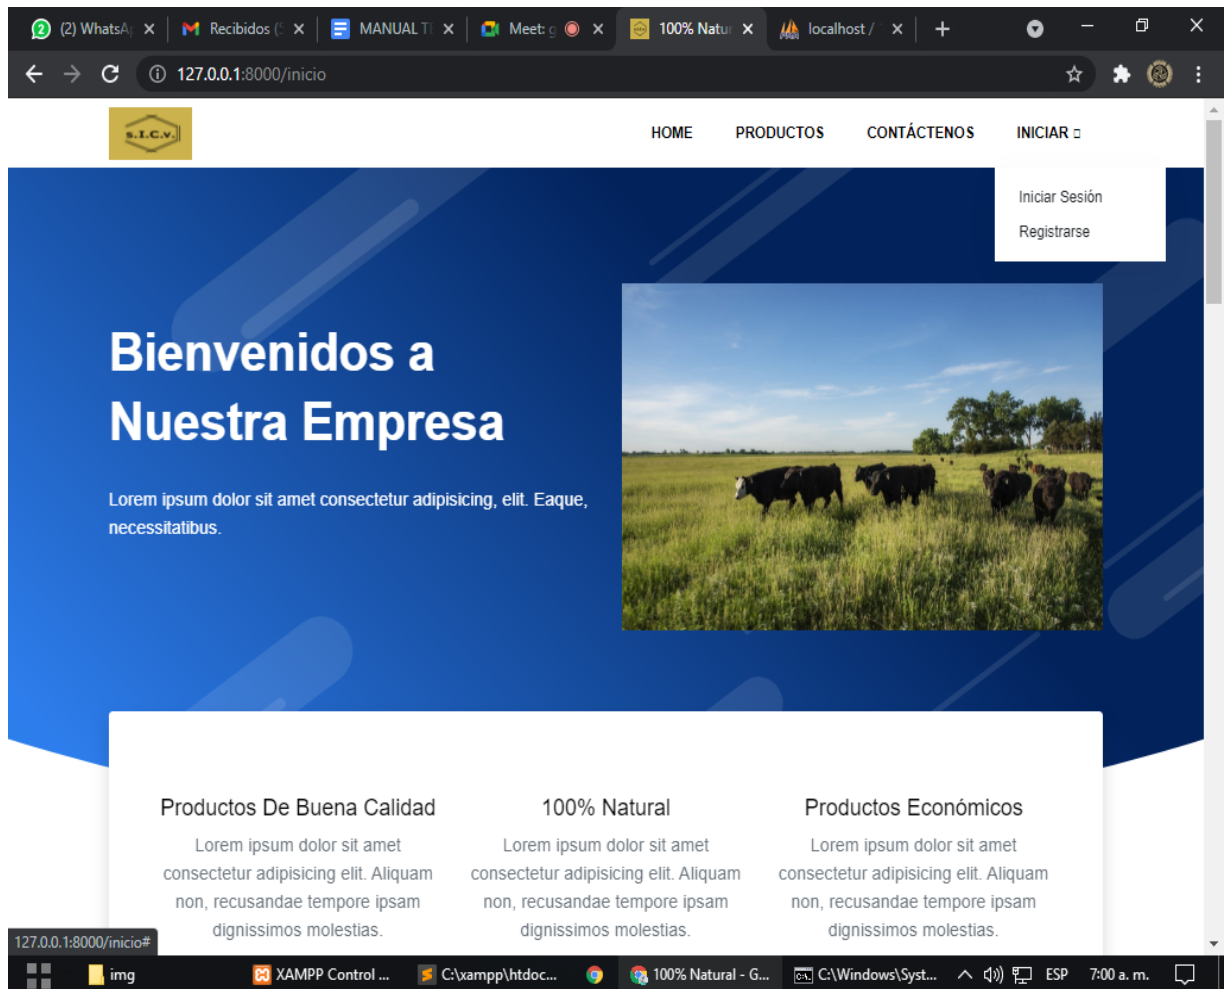 (2) WhatsAp
Recibidos (5
MANUAL TE
Meet: g
100% Natur
localhost /
127.0.0.1:8000/inicio
S.I.C.V.
HOME PRODUCTOS CONTÁCTENOS INICIAR
Iniciar Sesión
Registrarse
Bienvenidos a
Nuestra Empresa
Lorem ipsum dolor sit amet consectetur adipisicing, elit. Eaque,
necessitatibus.
Productos De Buena Calidad
Lorem ipsum dolor sit amet
consectetur adipisicing elit. Aliquam
non, recusandae tempore ipsam
dignissimos molestias.
100% Natural
Lorem ipsum dolor sit amet
consectetur adipisicing elit. Aliquam
non, recusandae tempore ipsam
dignissimos molestias.
Productos Económicos
Lorem ipsum dolor sit amet
consectetur adipisicing elit. Aliquam
non, recusandae tempore ipsam
dignissimos molestias.
127.0.0.1:8000/inicio#
img
XAMPP Control ...
C:\xampp\htdoc...
100% Natural - G...
C:\Windows\Syst...
ESP
7:00 a. m.